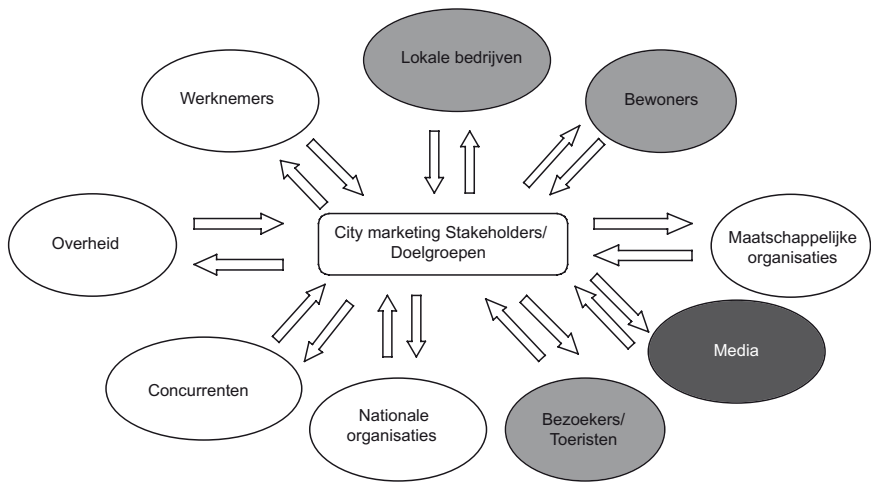 Lokale bedrijven
Werknemers
Bewoners
Overheid
City marketing Stakeholders/
Doelgroepen
Maatschappelijke
organisaties
Media
Concurrenten
Nationale
organisaties
Bezoekers/
Toeristen